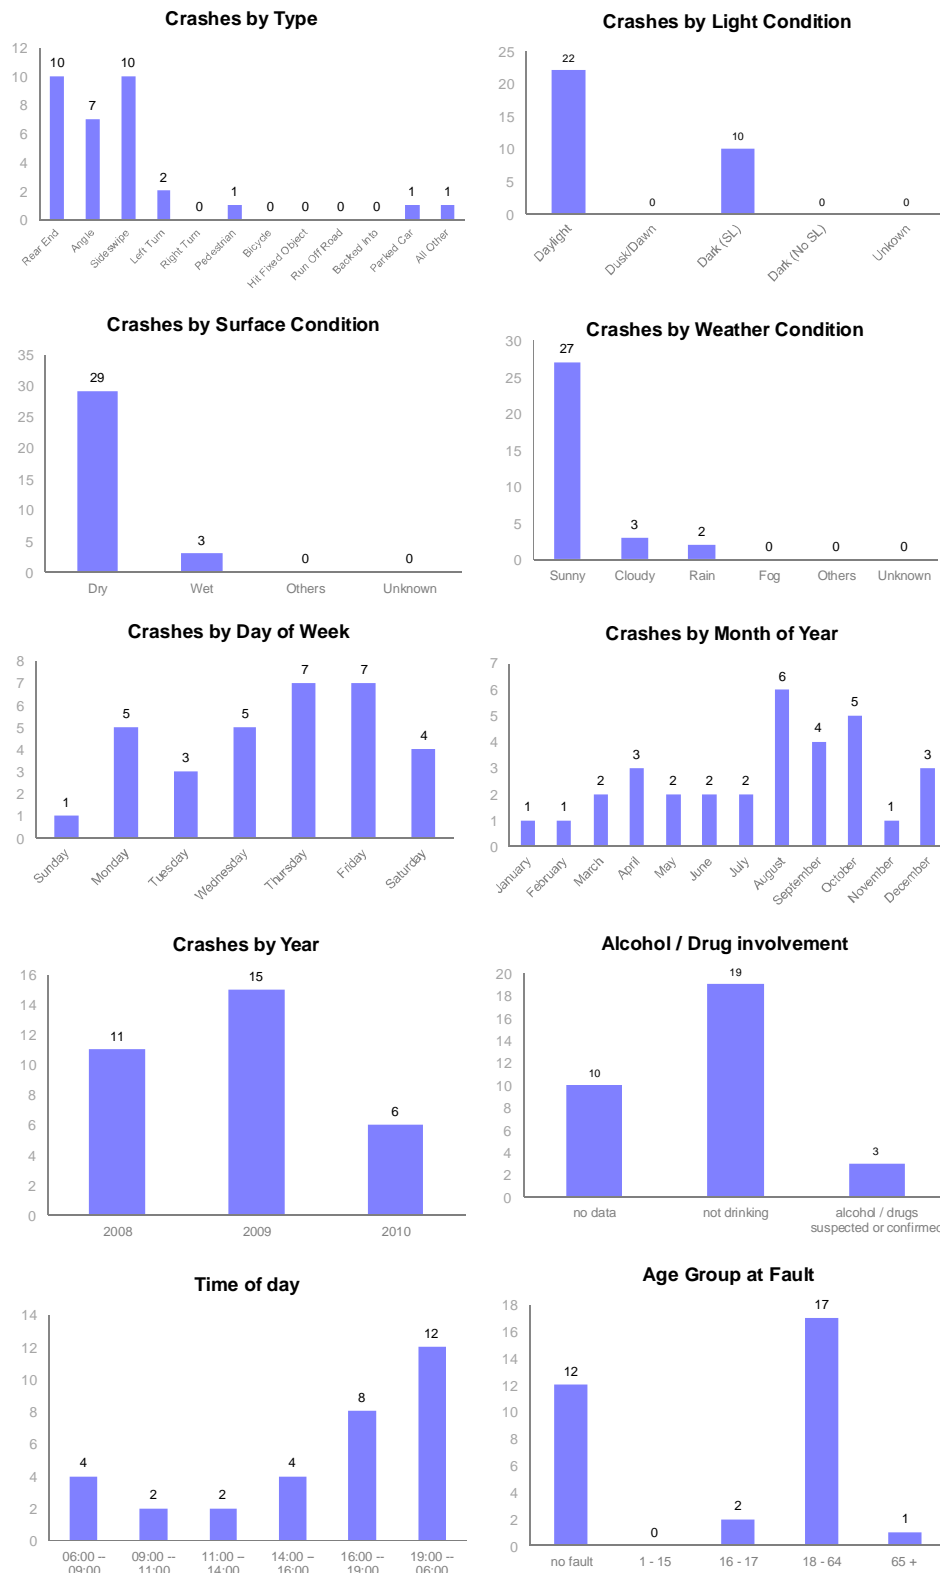 Crashes by Type
12
10
8
6
4
2
0
10
7
10
2
0
1
0
0
0
0
1
1
Rear End
Angle
Sideswipe
Left Turn
Right Turn
Pedestrian
Bicycle
Hit Fixed Object
Run Off Road
Backed Into
Parked Car
All Other
Crashes by Light Condition
25
20
15
10
5
0
22
0
10
0
0
Daylight
Dusk/Dawn
Dark (SL)
Dark (No SL)
Unkown
Crashes by Surface Condition
35
30
25
20
15
10
5
0
29
3
0
0
Dry
Wet
Others
Unknown
Crashes by Weather Condition
30
25
20
15
10
5
0
27
3
2
0
0
0
Sunny
Cloudy
Rain
Fog
Others
Unknown
Crashes by Day of Week
8
7
6
5
4
3
2
1
0
1
5
3
5
7
7
4
Sunday
Monday
Tuesday
Wednesday
Thursday
Friday
Saturday
Crashes by Month of Year
7
6
5
4
3
2
1
0
1
1
2
3
2
2
2
6
4
5
1
3
January
February
March
April
May
June
July
August
September
October
November
December
Crashes by Year
16
14
12
10
8
6
4
2
0
11
15
6
2008
2009
2010
Alcohol / Drug involvement
20
18
16
14
12
10
8
6
4
2
0
10
19
3
no data
not drinking
alcohol / drugs
suspected or confirmed
Time of day
14
12
10
8
6
4
2
0
4
2
2
4
8
12
06:00 -- 09:00 -- 11:00 -- 14:00 – 16:00 -- 19:00 --
09:00 11:00 14:00 16:00 19:00 06:00
Age Group at Fault
18
16
14
12
10
8
6
4
2
0
12
0
2
17
1
no fault
1 - 15
16 - 17
18 - 64
65 +